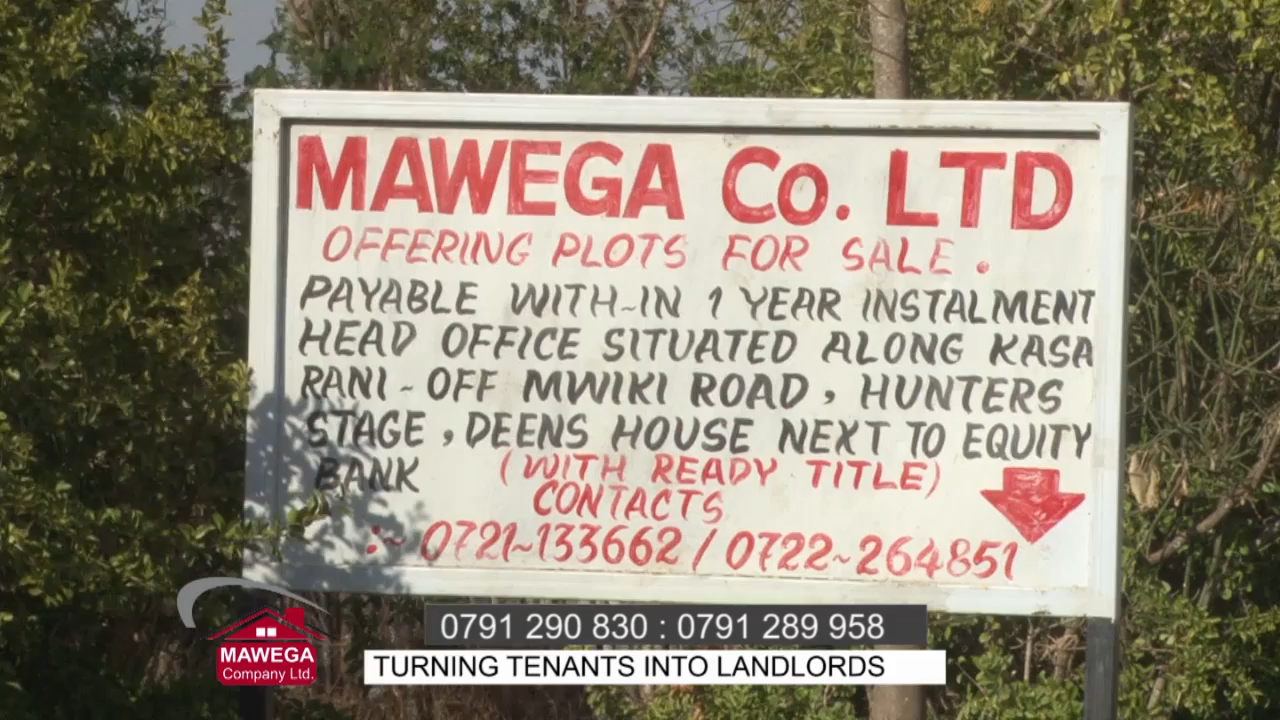 MAWEGA Co. LTD
OFFERING PLOTS FOR SALE.
PAYABLE WITH-IN 1 YEAR INSTALMENT
HEAD OFFICE SITUATED ALONG KASA
RANI - OFF MWIKI ROAD, HUNTERS
STAGE, DEENS HOUSE NEXT TO EQUITY
BANK (WITH READY TITLE)
CONTACTS
:~ 0721~133662 / 0722~264851
0791 290 830 : 0791 289 958
TURNING TENANTS INTO LANDLORDS
MAWEGA
Company Ltd.